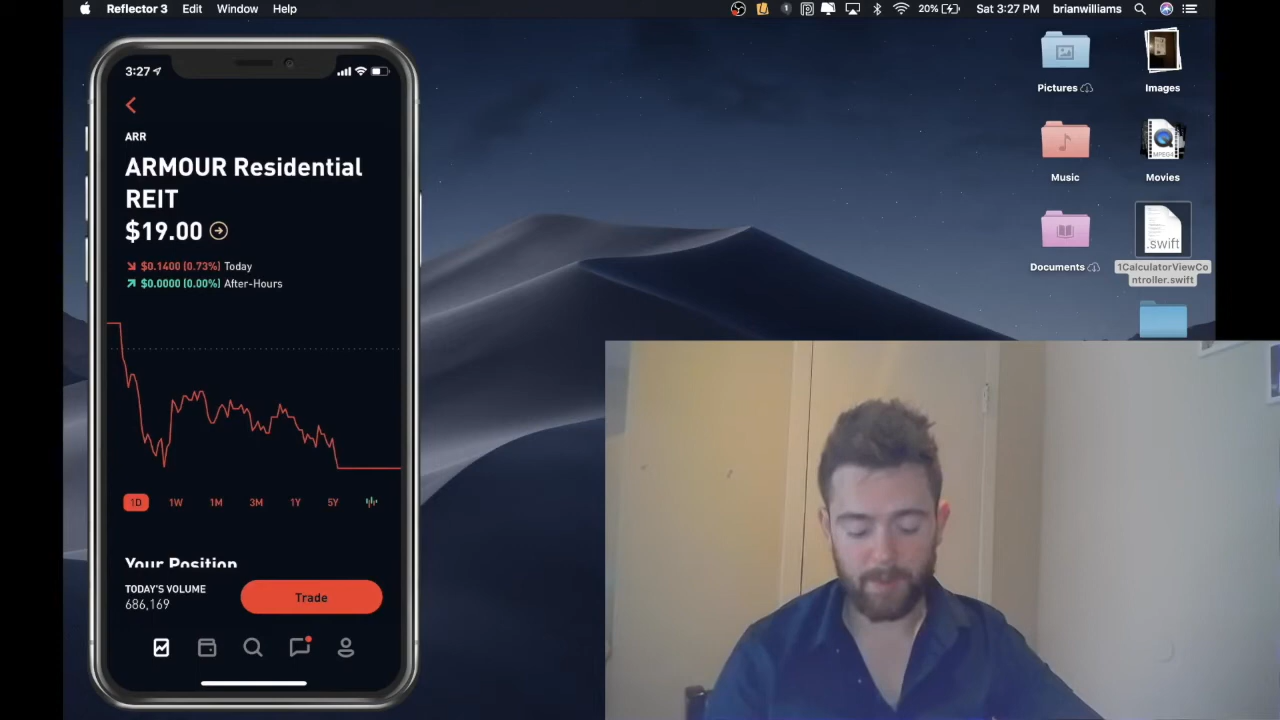 Reflector 3 Edit Window Help
20% Sat 3:27 PM brianwilliams
3:27
ARR
ARMOUR Residential
REIT
$19.00
$0.1400 (0.73%) Today
$0.0000 (0.00%) After-Hours
1D 1W 1M 3M 1Y 5Y
Your Position
TODAY'S VOLUME
686,169
Trade
Pictures
Images
Music
MPEG4
Movies
.swift
Documents
1CalculatorViewCo
ntroller.swift